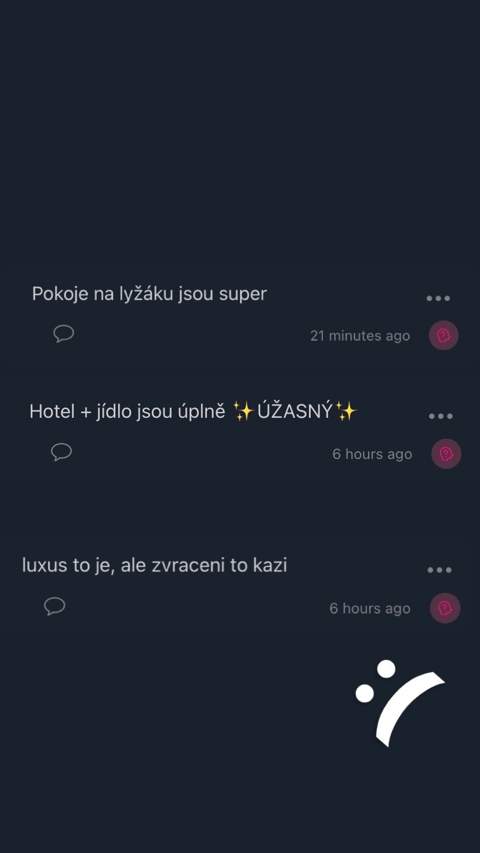 Pokoje na lyžáku jsou super
21 minutes ago
Hotel + jídlo jsou úplně ✨ÚŽASNÝ✨
6 hours ago
luxus to je, ale zvraceni to kazi
6 hours ago